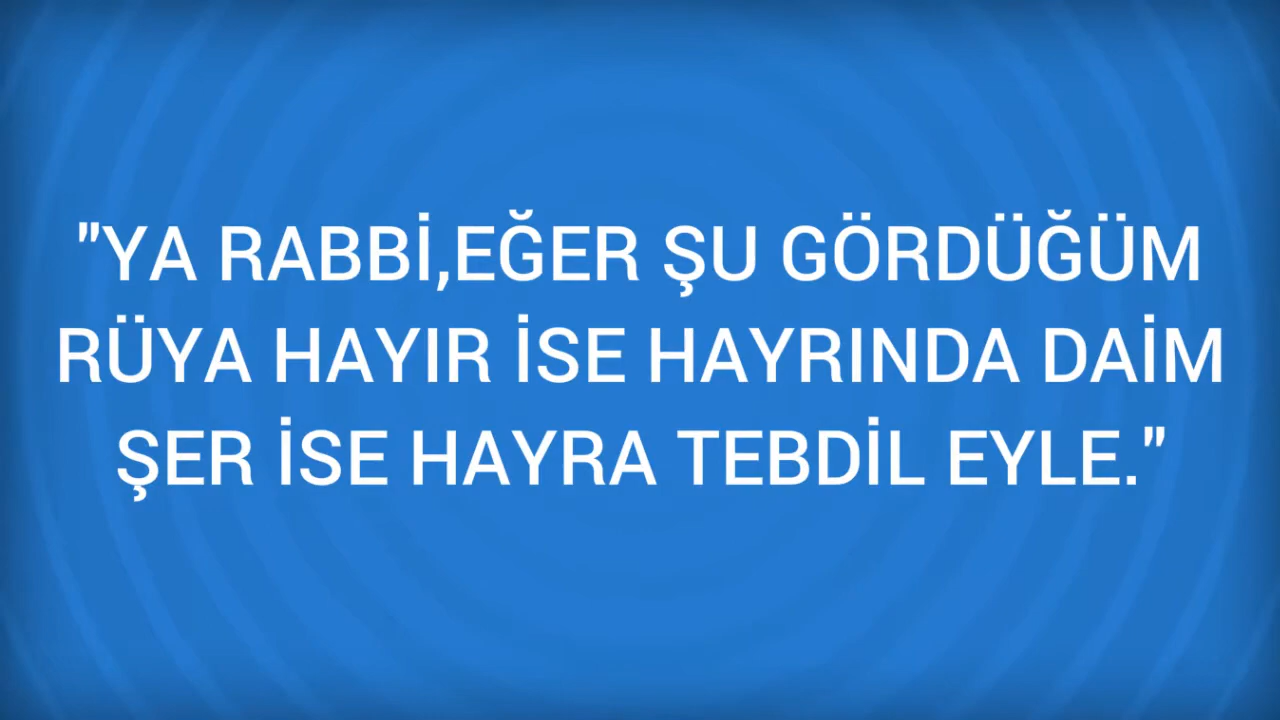 "YA RABBİ,EĞER ŞU GÖRDÜĞÜM
RÜYA HAYIR İSE HAYRINDA DAİM
ŞER İSE HAYRA TEBDİL EYLE."